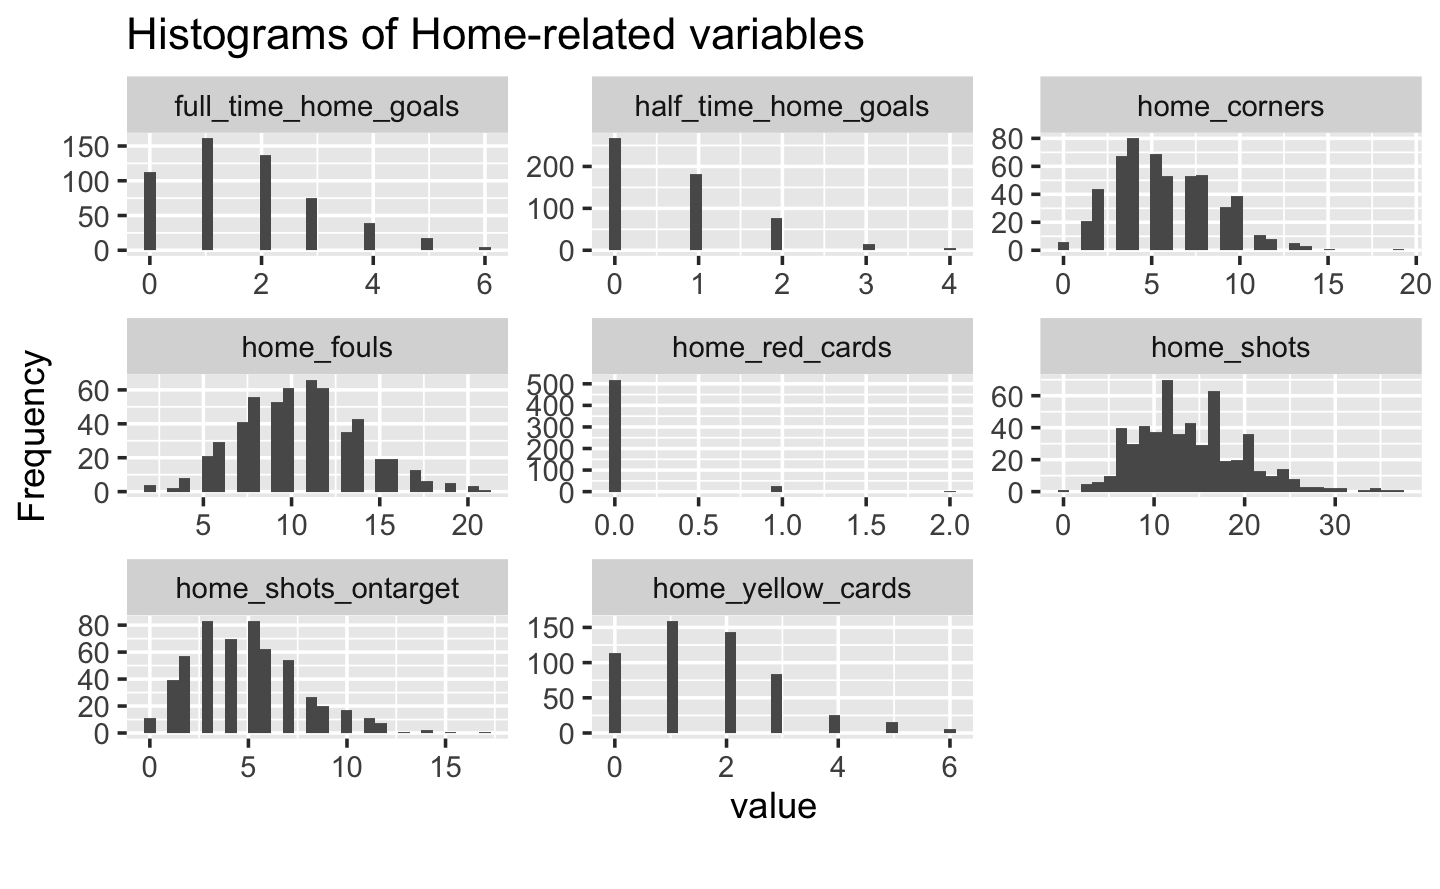 Histograms of Home-related variables
full_time_home_goals
half_time_home_goals
home_corners
150
100
50
0
0 2 4 6
200
100
0
0 1 2 3 4
80
60
40
20
0
0 5 10 15 20
Frequency
home_fouls
home_red_cards
home_shots
60
40
20
0
5 10 15 20
500
400
300
200
100
0
0.0 0.5 1.0 1.5 2.0
60
40
20
0
0 10 20 30
home_shots_ontarget
home_yellow_cards
80
60
40
20
0
0 5 10 15
150
100
50
0
0 2 4 6
value